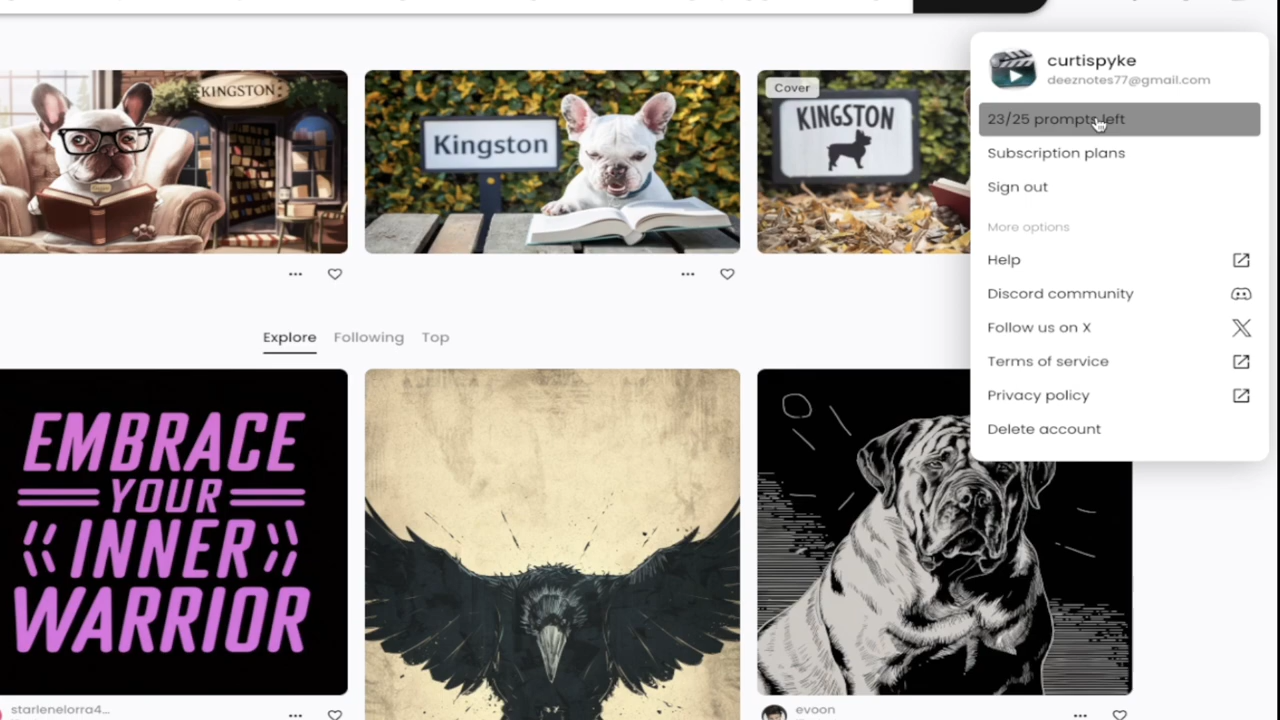 curtispyke
deeznotes77@gmail.com
23/25 prompts left
Subscription plans
Sign out
More options
Help
Discord community
Follow us on X
Terms of service
Privacy policy
Delete account
KINGSTON
Kingston
Cover
KINGSTON
Explore Following Top
EMBRACE
YOUR
INNER
WARRIOR
starlenelorra4...
evoon